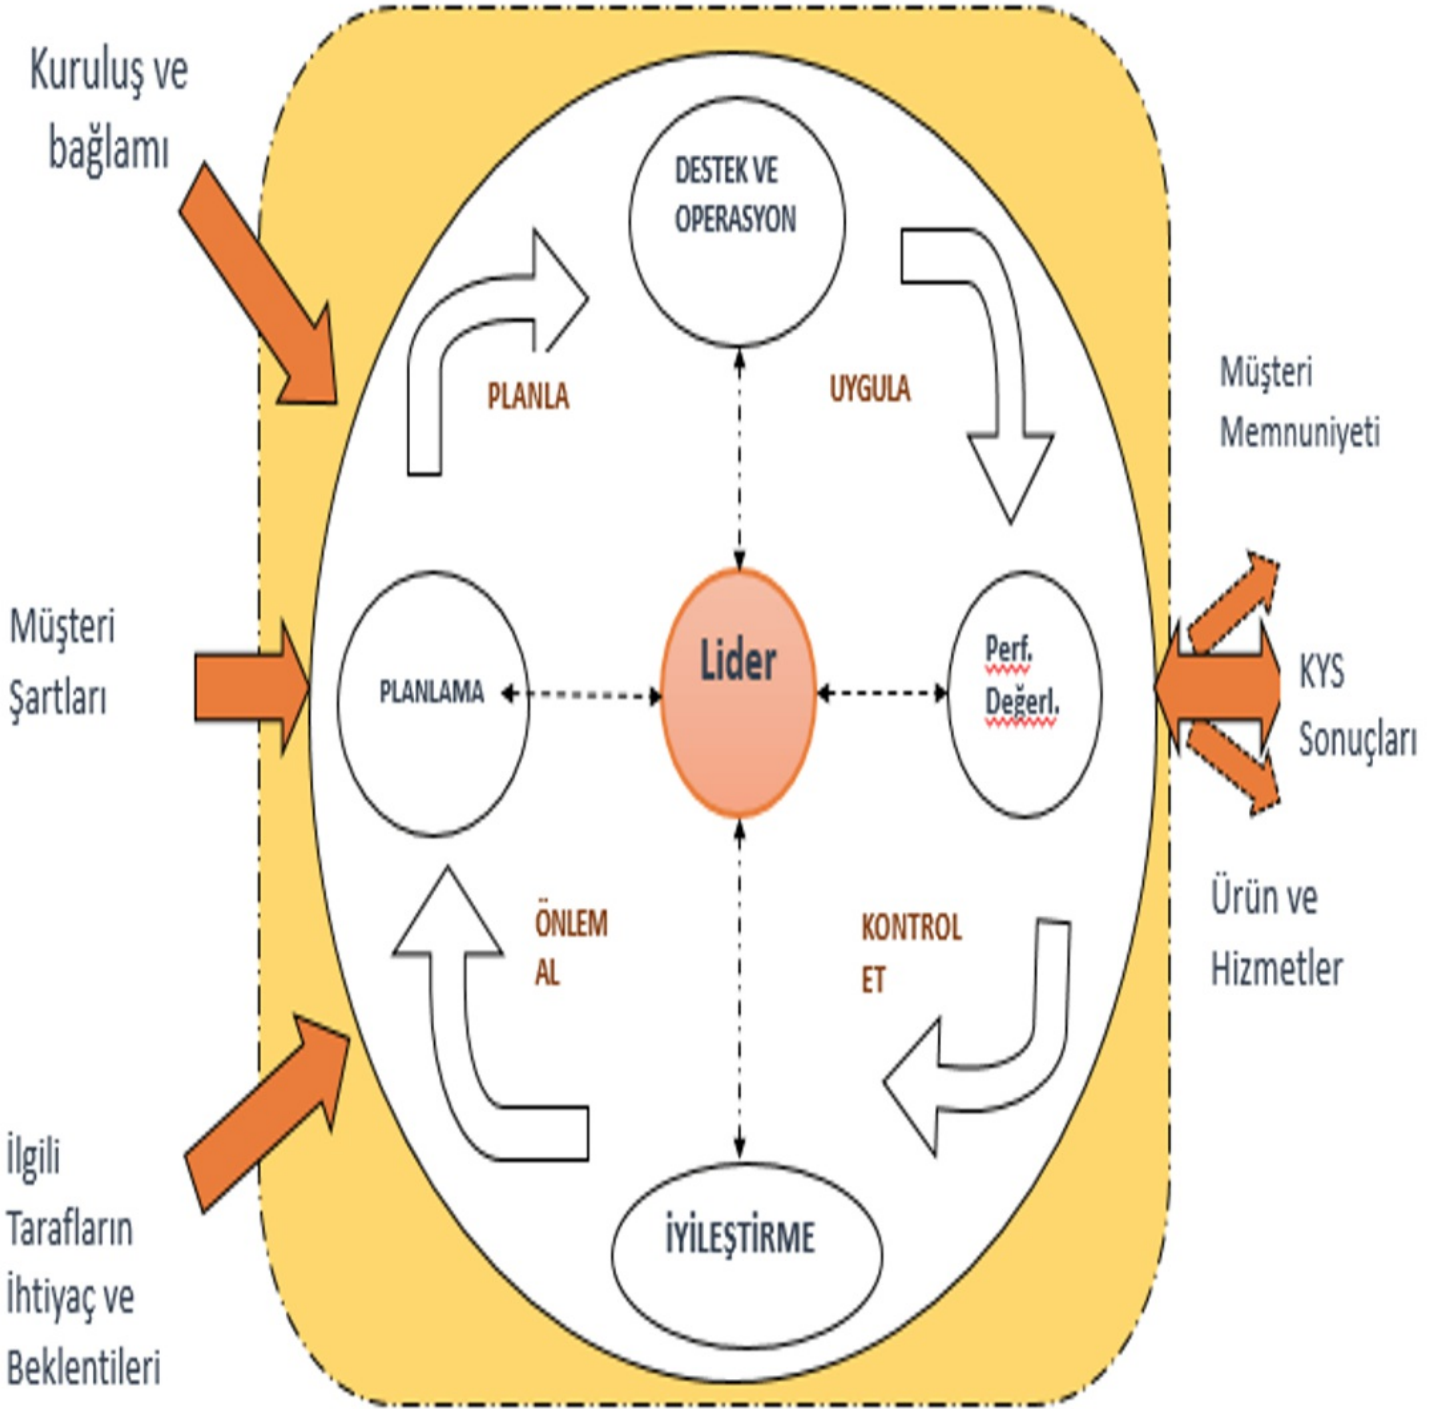 Kuruluş ve
bağlamı
DESTEK VE
OPERASYON
PLANLA
UYGULA
Müşteri
Memnuniyeti
Müşteri
Şartları
PLANLAMA
Lider
Perf.
Değerl.
KYS
Sonuçları
ÖNLEM
AL
KONTROL
ET
Ürün ve
Hizmetler
İlgili
Tarafların
İhtiyaç ve
Beklentileri
İYİLEŞTİRME